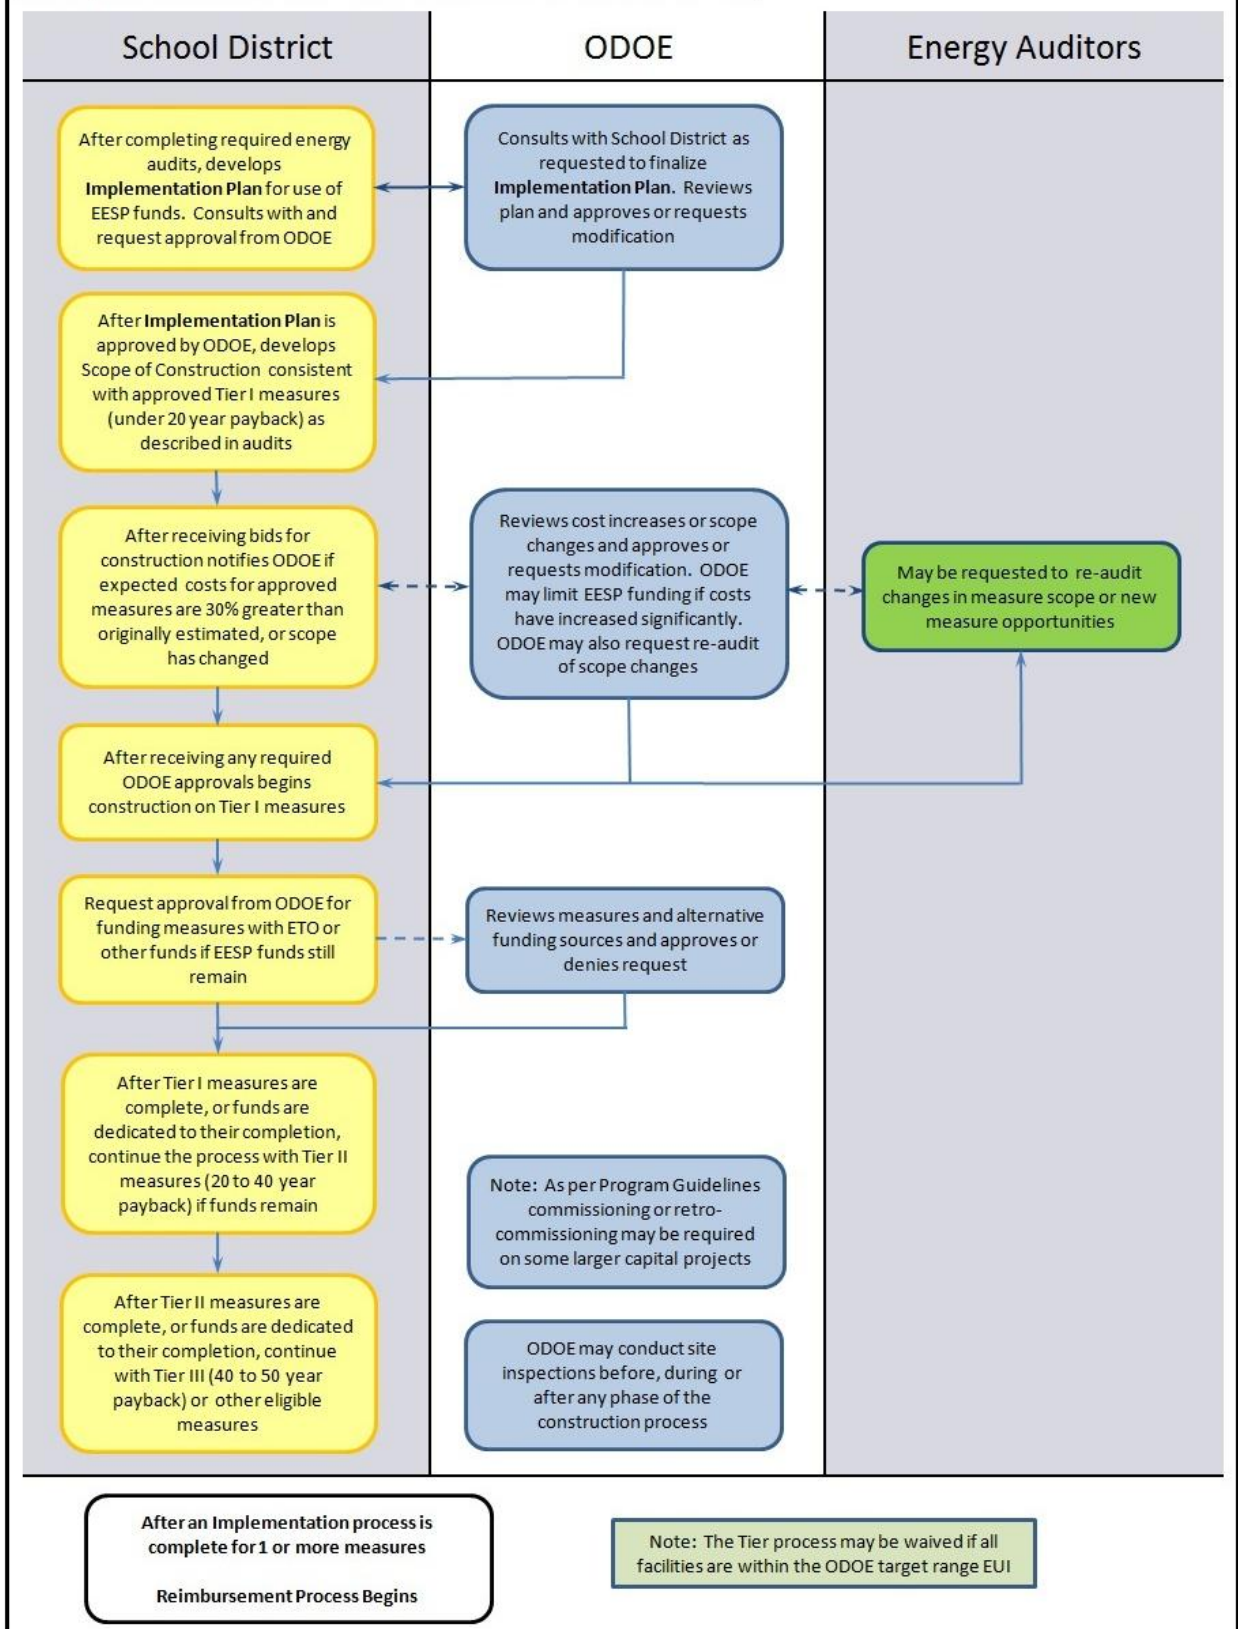 School District
ODOE
Energy Auditors
After completing required energy
audits, develops
Implementation Plan for use of
EESP funds. Consults with and
request approval from ODOE
Consults with School District as
requested to finalize
Implementation Plan. Reviews
plan and approves or requests
modification
After Implementation Plan is
approved by ODOE, develops
Scope of Construction consistent
with approved Tier I measures
(under 20 year payback) as
described in audits
After receiving bids for
construction notifies ODOE if
expected costs for approved
measures are 30% greater than
originally estimated, or scope
has changed
Reviews cost increases or scope
changes and approves or
requests modification. ODOE
may limit EESP funding if costs
have increased significantly.
ODOE may also request re-audit
of scope changes
May be requested to re-audit
changes in measure scope or new
measure opportunities
After receiving any required
ODOE approvals begins
construction on Tier I measures
Request approval from ODOE for
funding measures with ETO or
other funds if EESP funds still
remain
Reviews measures and alternative
funding sources and approves or
denies request
After Tier I measures are
complete, or funds are
dedicated to their completion,
continue the process with Tier II
measures (20 to 40 year
payback) if funds remain
Note: As per Program Guidelines
commissioning or retro-
commissioning may be required
on some larger capital projects
After Tier II measures are
complete, or funds are dedicated
to their completion, continue
with Tier III (40 to 50 year
payback) or other eligible
measures
ODOE may conduct site
inspections before, during or
after any phase of the
construction process
After an Implementation process is
complete for 1 or more measures
Reimbursement Process Begins
Note: The Tier process may be waived if all
facilities are within the ODOE target range EUI